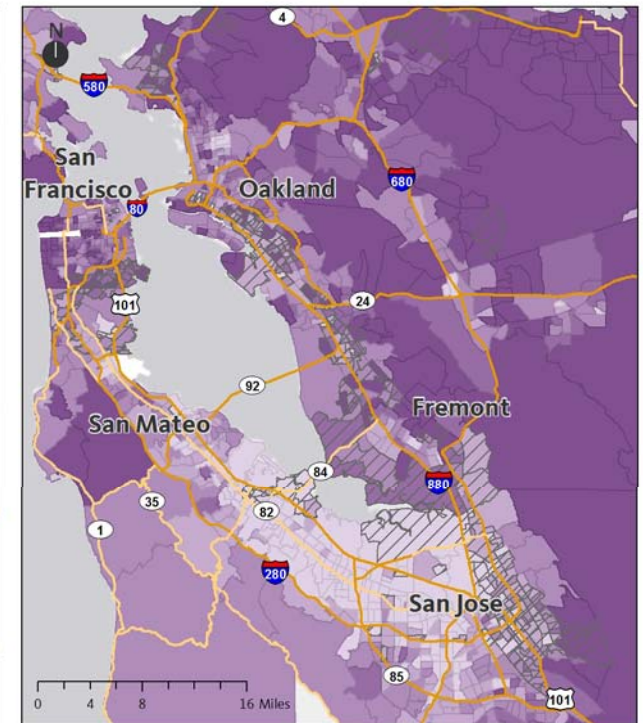 N
4
580
San
Francisco
80
Oakland
680
101
24
92
San Mateo
Fremont
84
880
35
82
1
280
San Jose
85
101
0 4 8 16 Miles